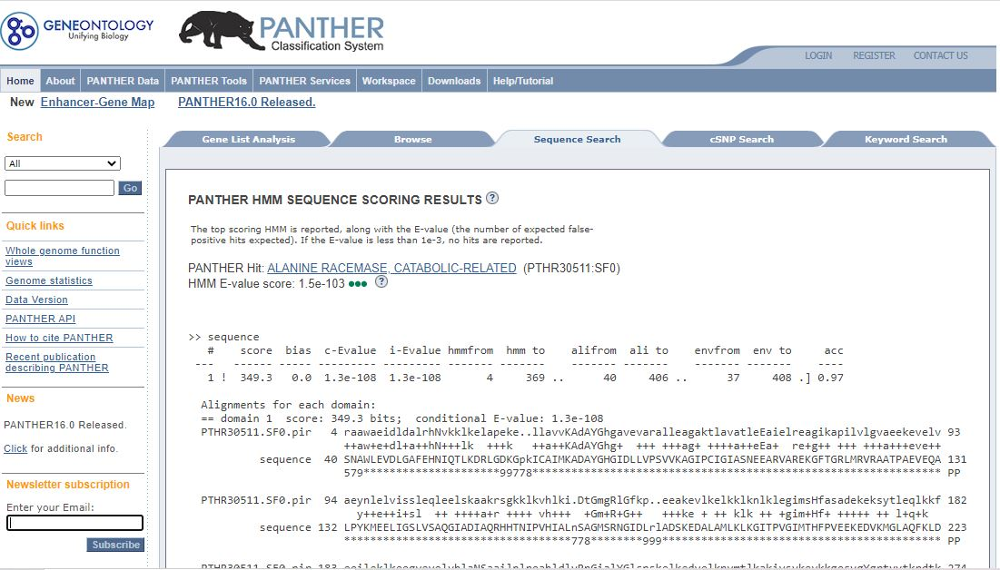 GENEONTOLOGY
Unifying Biology
PANTHER
Classification System
LOGIN REGISTER CONTACT US
Home About PANTHER Data PANTHER Tools PANTHER Services Workspace Downloads Help/Tutorial
New Enhancer-Gene Map PANTHER16.0 Released.
Search
All
Go
Quick links
Whole genome function
views
Genome statistics
Data Version
PANTHER API
How to cite PANTHER
Recent publication
describing PANTHER
News
PANTHER16.0 Released.
Click for additional info.
Newsletter subscription
Enter your Email:
Subscribe
Gene List Analysis Browse Sequence Search cSNP Search Keyword Search
PANTHER HMM SEQUENCE SCORING RESULTS ?
The top scoring HMM is reported, along with the E-value (the number of expected false-
positive hits expected). If the E-value is less than 1e-3, no hits are reported.
PANTHER Hit: ALANINE RACEMASE, CATABOLIC-RELATED (PTHR30511:SF0)
HMM E-value score: 1.5e-103 ●●● ?
>> sequence
# score bias c-Evalue i-Evalue hmmfrom hmm to alifrom ali to envfrom env to acc
--- ------ ----- --------- --------- ------- ------- ------- ------- ------- ------- ----
1 ! 349.3 0.0 1.3e-108 1.3e-108 4 369 .. 40 406 .. 37 408 .] 0.97
Alignments for each domain:
== domain 1 score: 349.3 bits; conditional E-value: 1.3e-108
PTHR30511.SF0.pir 4 raawaeidldalrhNvkklkelapeke..llavvKAdAYGhgavevaralleagaktlavatleEaielreagikapilvlgvaeekevelv 93
++aw+e+dl+a++hN+++lk +++k ++a++KAdAYGhg+ +++ +++ag+ ++++a++eEa+ re+g++ +++ +++a+++eve++
sequence 40 SNAWLEVDLGAFEHNIQTLKDRLGDKGpkICAIMKADAYGHGIDLLVPSVVKAGIPCIGIASNEEARVAREKGFTGRLMRVRAATPAEVEQA 131
579********************99778******************************************************************* PP
PTHR30511.SF0.pir 94 aeynlelvissleqleelskaakrsgkklkvhlki.DtGmgRlGfkp..eeakevlkelkklknlklegimsHfasadekeksytleqlkkf 182
+y++e++i+sl ++ ++++a+r ++++ vh+++ +Gm+R+G++ +++ke + ++ klk ++ +gim+Hf+ +++++ ++ l+q+k
sequence 132 LPYKMEELIGSLVSAQGIADIAQRHHTNIPVHIALnSAGMSRNGIDLrlADSKEDALAMLKLKGITPVGIMTHFPVEEKEDVKMGLAQFKLD 223
***********************************778********999******************************************* PP